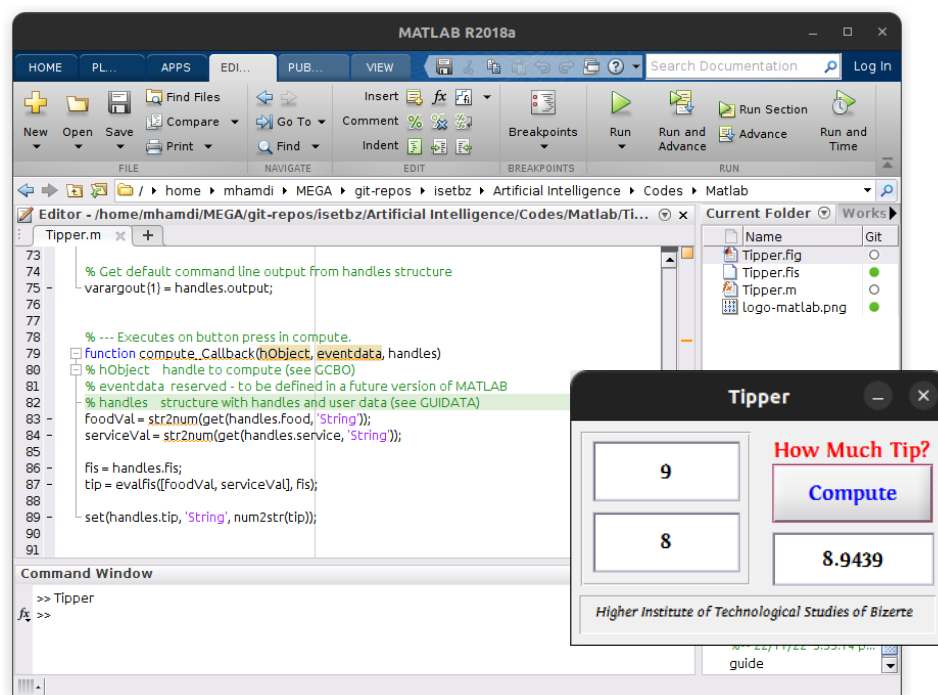 MATLAB R2018a
HOME PL... APPS EDI... PUB... VIEW Search Documentation Log In
New Open Save Find Files Compare Print
FILE
Go To Find
NAVIGATE
Insert fx
Comment
Indent
EDIT
Breakpoints
BREAKPOINTS
Run Run and Advance Run Section Advance Run and Time
RUN
/ home mhamdi MEGA git-repos isetbz Artificial Intelligence Codes Matlab
Editor - /home/mhamdi/MEGA/git-repos/isetbz/Artificial Intelligence/Codes/Matlab/Ti...
Tipper.m
73
74 % Get default command line output from handles structure
75 - varargout{1} = handles.output;
76
77
78 % --- Executes on button press in compute.
79 function compute_Callback(hObject, eventdata, handles)
80 % hObject    handle to compute (see GCBO)
81 % eventdata  reserved - to be defined in a future version of MATLAB
82 % handles    structure with handles and user data (see GUIDATA)
83 - foodVal = str2num(get(handles.food, 'String'));
84 - serviceVal = str2num(get(handles.service, 'String'));
85
86 - fis = handles.fis;
87 - tip = evalfis([foodVal, serviceVal], fis);
88
89 - set(handles.tip, 'String', num2str(tip));
90
91
Command Window
>> Tipper
fx >>
Current Folder Works
Name Git
Tipper.fig
Tipper.fis
Tipper.m
logo-matlab.png
Tipper
How Much Tip?
9
Compute
8
8.9439
Higher Institute of Technological Studies of Bizerte
guide